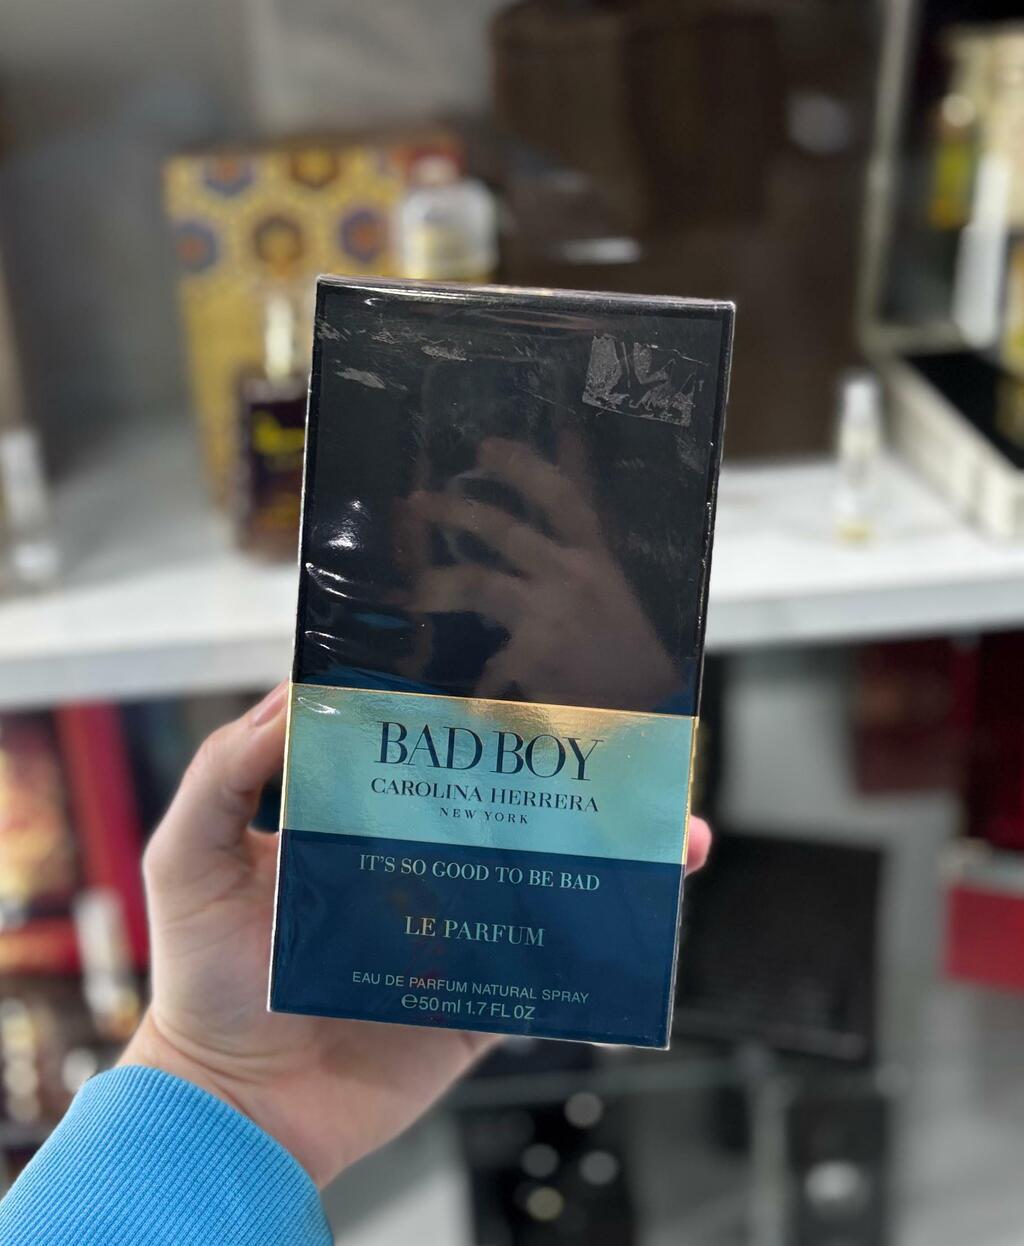 BAD BOY
CAROLINA HERRERA
NEW YORK
IT'S SO GOOD TO BE BAD
LE PARFUM
EAU DE PARFUM NATURAL SPRAY
℮50 ml 1.7 FL OZ